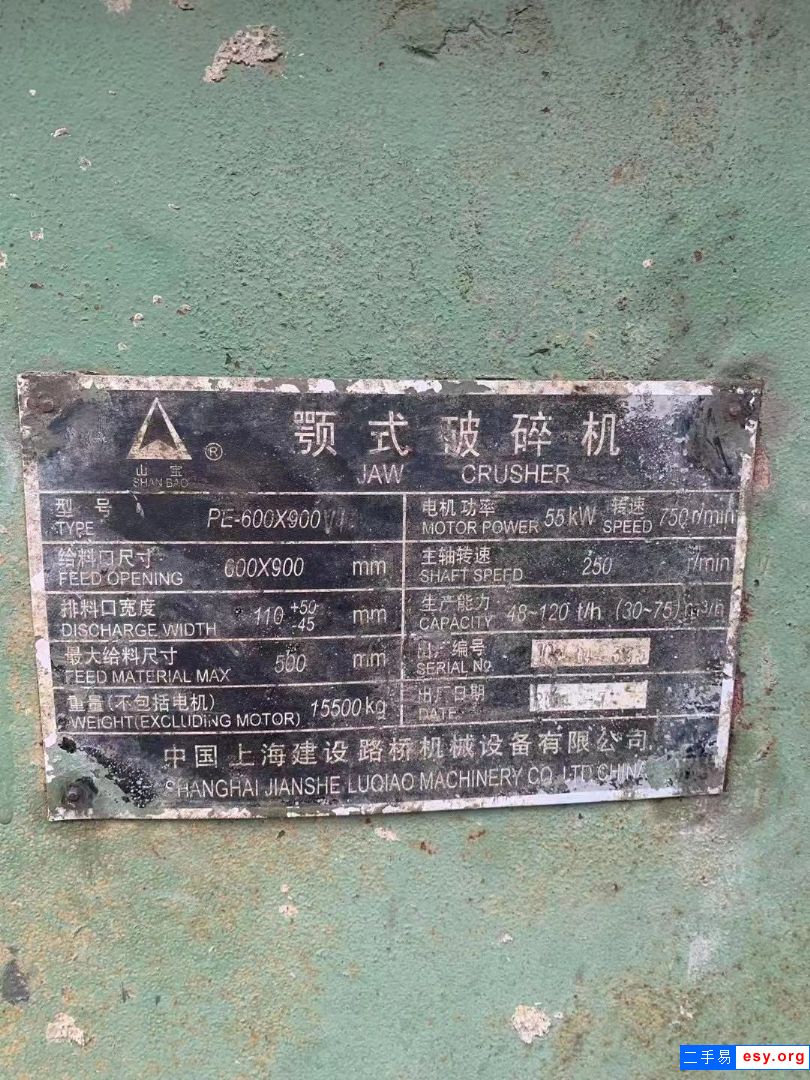 颚式破碎机
JAW CRUSHER
®
山宝
SHAN BAO
型号 TYPE PE-600X900
电机功率 MOTOR POWER 55kW 转速 SPEED 750r/min
给料口尺寸 FEED OPENING 600X900 mm
主轴转速 SHAFT SPEED 250 r/min
排料口宽度 DISCHARGE WIDTH 110 +50 -45 mm
生产能力 CAPACITY 48~120 t/h (30~75) m³/h
最大给料尺寸 FEED MATERIAL MAX 500 mm
出厂编号 SERIAL No
重量(不包括电机) WEIGHT(EXCLUDING MOTOR) 15500kg
出厂日期 DATE
中国上海建设路桥机械设备有限公司
SHANGHAI JIANSHE LUQIAO MACHINERY CO.,LTD CHINA
二手易 esy.org